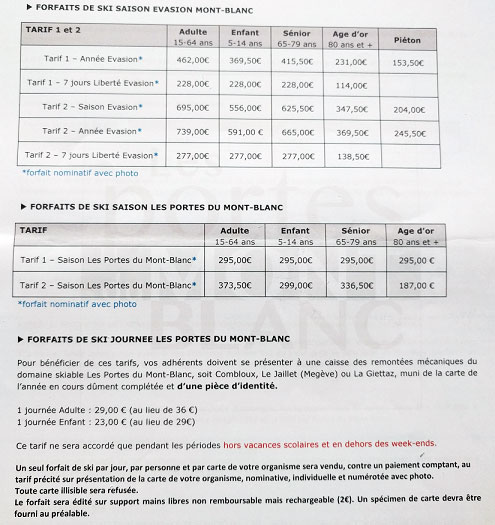 ▶ FORFAITS DE SKI SAISON EVASION MONT-BLANC
TARIF 1 et 2 Adulte 15-64 ans Enfant 5-14 ans Sénior 65-79 ans Age d'or 80 ans et + Piéton
Tarif 1 – Année Evasion* 462,00€ 369,50€ 415,50€ 231,00€ 153,50€
Tarif 1 – 7 jours Liberté Evasion* 228,00€ 228,00€ 228,00€ 114,00€
Tarif 2 – Saison Evasion* 695,00€ 556,00€ 625,50€ 347,50€ 204,00€
Tarif 2 – Année Evasion* 739,00€ 591,00 € 665,00€ 369,50€ 245,50€
Tarif 2 – 7 jours Liberté Evasion* 277,00€ 277,00€ 277,00€ 138,50€
*forfait nominatif avec photo
▶ FORFAITS DE SKI SAISON LES PORTES DU MONT-BLANC
TARIF Adulte 15-64 ans Enfant 5-14 ans Sénior 65-79 ans Age d'or 80 ans et +
Tarif 1 – Saison Les Portes du Mont-Blanc* 295,00€ 295,00€ 295,00€ 295,00 €
Tarif 2 – Saison Les Portes du Mont-Blanc* 373,50€ 299,00€ 336,50€ 187,00 €
*forfait nominatif avec photo
▶ FORFAITS DE SKI JOURNEE LES PORTES DU MONT-BLANC
Pour bénéficier de ces tarifs, vos adhérents doivent se présenter à une caisse des remontées mécaniques du
domaine skiable Les Portes du Mont-Blanc, soit Combloux, Le Jaillet (Megève) ou La Giettaz, muni de la carte de
l'année en cours dûment complétée et d'une pièce d'identité.
1 journée Adulte : 29,00 € (au lieu de 36 €)
1 journée Enfant : 23,00 € (au lieu de 29€)
Ce tarif ne sera accordé que pendant les périodes hors vacances scolaires et en dehors des week-ends.
Un seul forfait de ski par jour, par personne et par carte de votre organisme sera vendu, contre un paiement comptant, au
tarif précité sur présentation de la carte de votre organisme, nominative, individuelle et numérotée avec photo.
Toute carte illisible sera refusée.
Le forfait sera édité sur support mains libres non remboursable mais rechargeable (2€). Un spécimen de carte devra être
fourni au préalable.
portes
MONT
BLANC